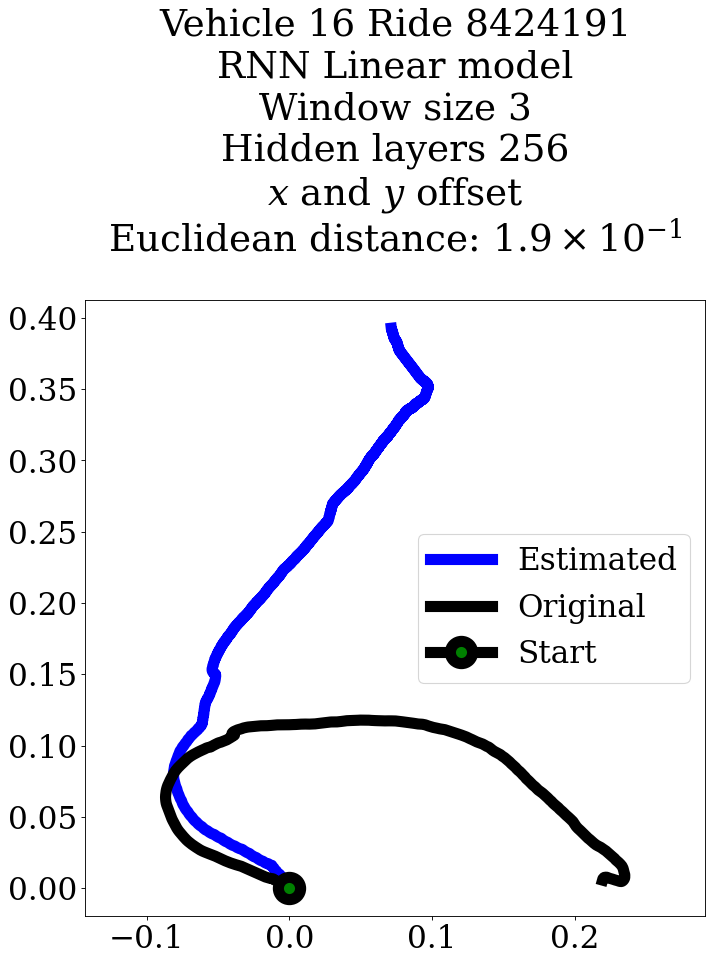 Vehicle 16 Ride 8424191
RNN Linear model
Window size 3
Hidden layers 256
x and y offset
Euclidean distance: 1.9 × 10⁻¹
0.40
0.35
0.30
0.25
0.20
0.15
0.10
0.05
0.00
Estimated
Original
Start
−0.1
0.0
0.1
0.2